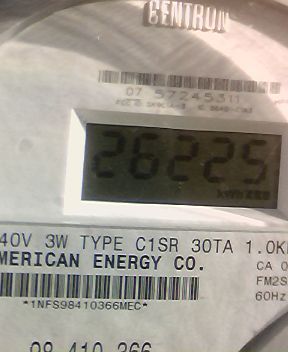 CENTRON
07 57245311
26225
kWh
40V 3W TYPE C1SR 30TA 1.0K
MERICAN ENERGY CO.
CA 0
FM2S
60Hz
*1NFS98410366MEC*
98 410 366